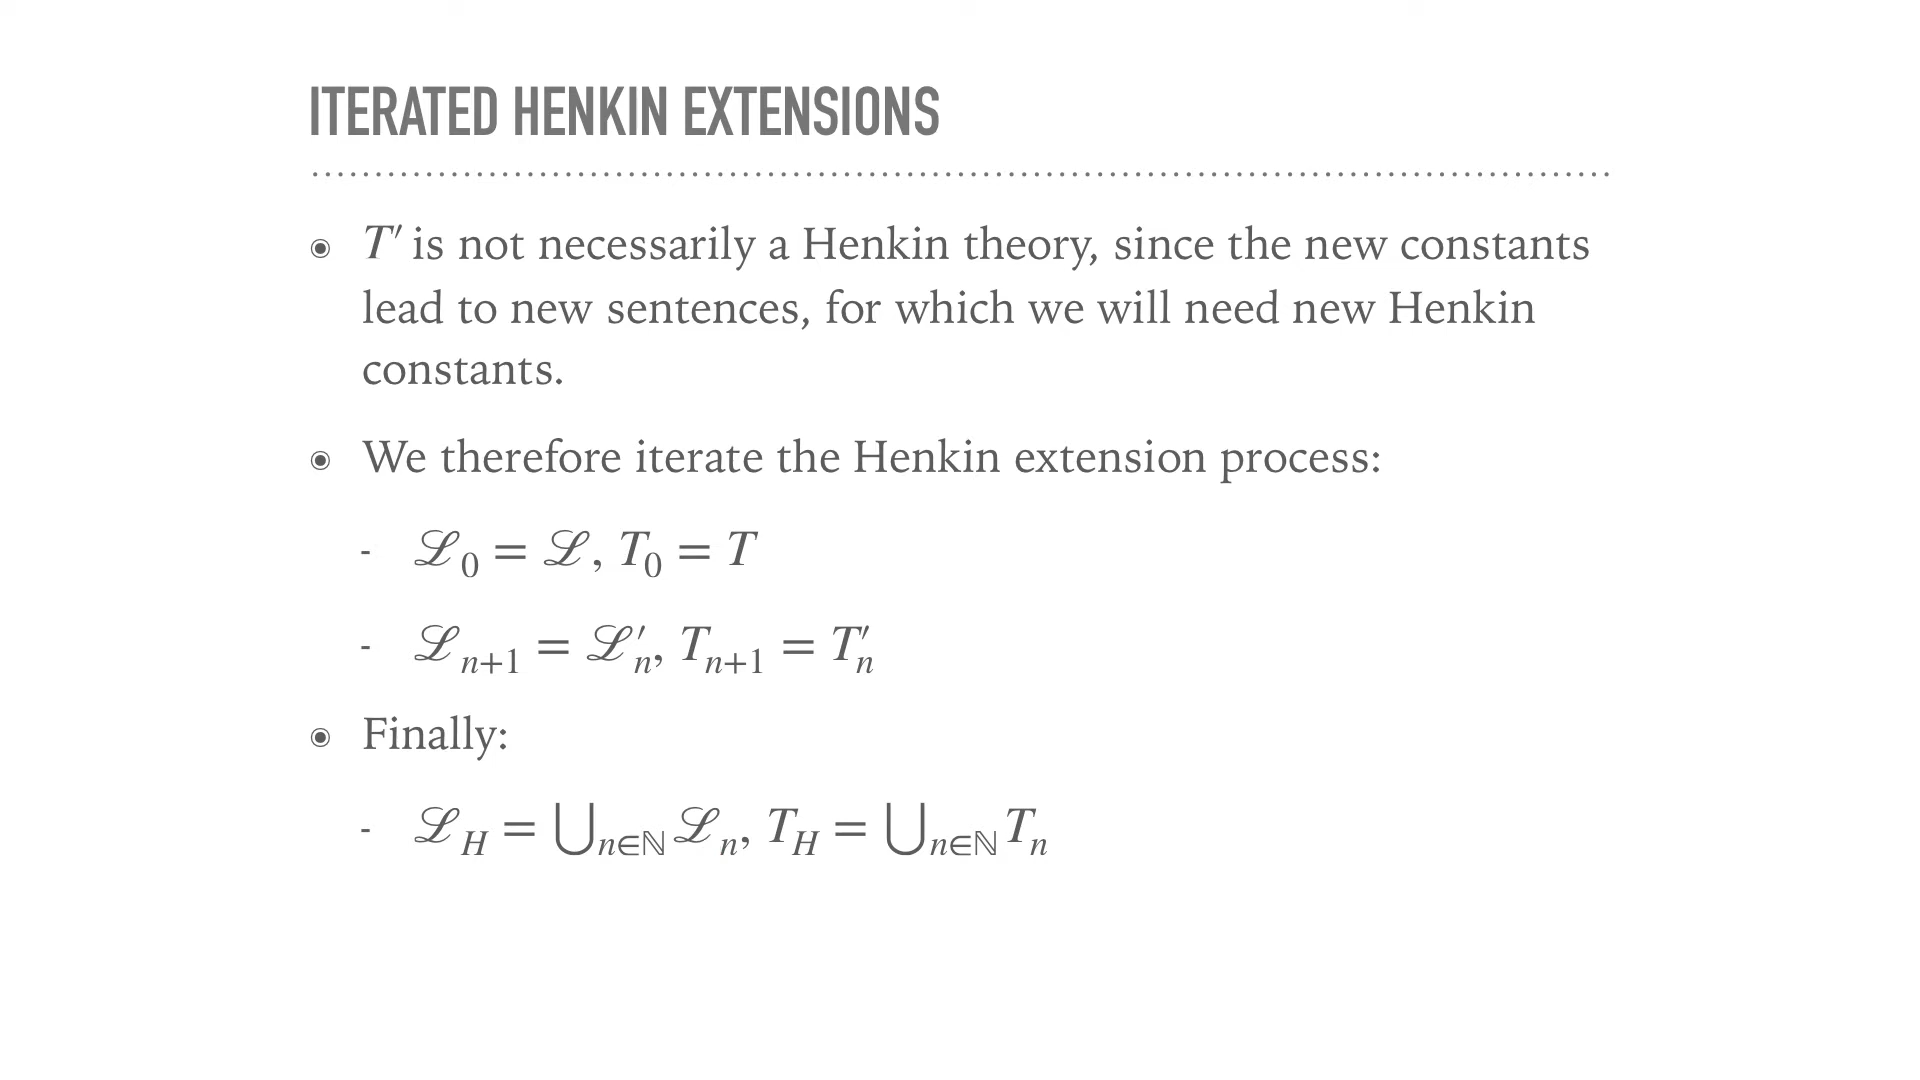 ITERATED HENKIN EXTENSIONS
◉ T′ is not necessarily a Henkin theory, since the new constants
lead to new sentences, for which we will need new Henkin
constants.
◉ We therefore iterate the Henkin extension process:
- ℒ₀ = ℒ, T₀ = T
- ℒₙ₊₁ = ℒ′ₙ, Tₙ₊₁ = T′ₙ
◉ Finally:
- ℒ_H = ⋃_{n∈ℕ} ℒₙ, T_H = ⋃_{n∈ℕ} Tₙ